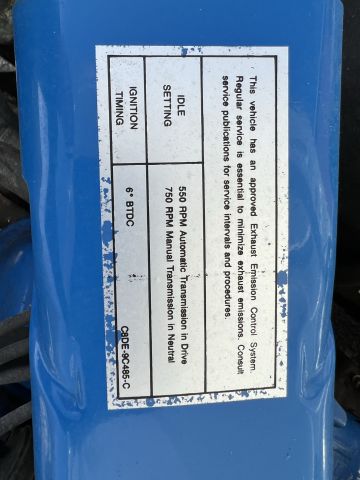 This vehicle has an approved Exhaust Emission Control System.
Regular service is essential to minimize exhaust emissions. Consult
service publications for service intervals and procedures.
IDLE
SETTING
550 RPM Automatic Transmission in Drive
750 RPM Manual Transmission in Neutral
IGNITION
TIMING
6° BTDC
C8DE-9C485-C